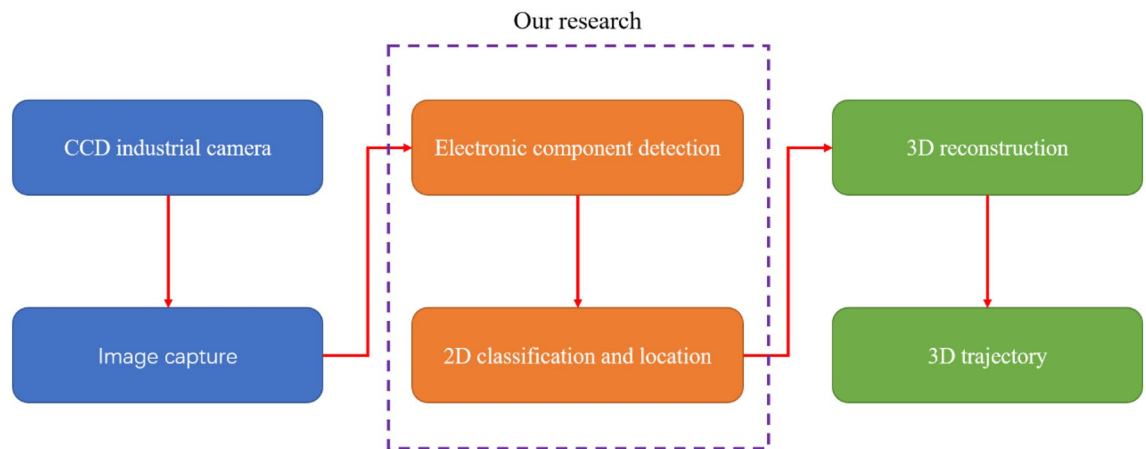 Our research
CCD industrial camera
Image capture
Electronic component detection
2D classification and location
3D reconstruction
3D trajectory